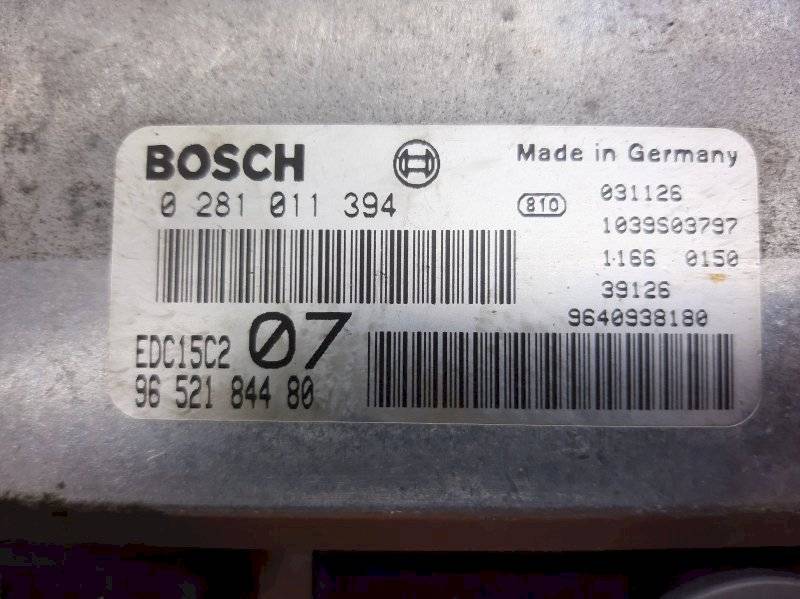 BOSCH
Made in Germany
0 281 011 394
810
031126
1039S03797
1166 0150
39126
9640938180
EDC15C2 07
96 521 844 80